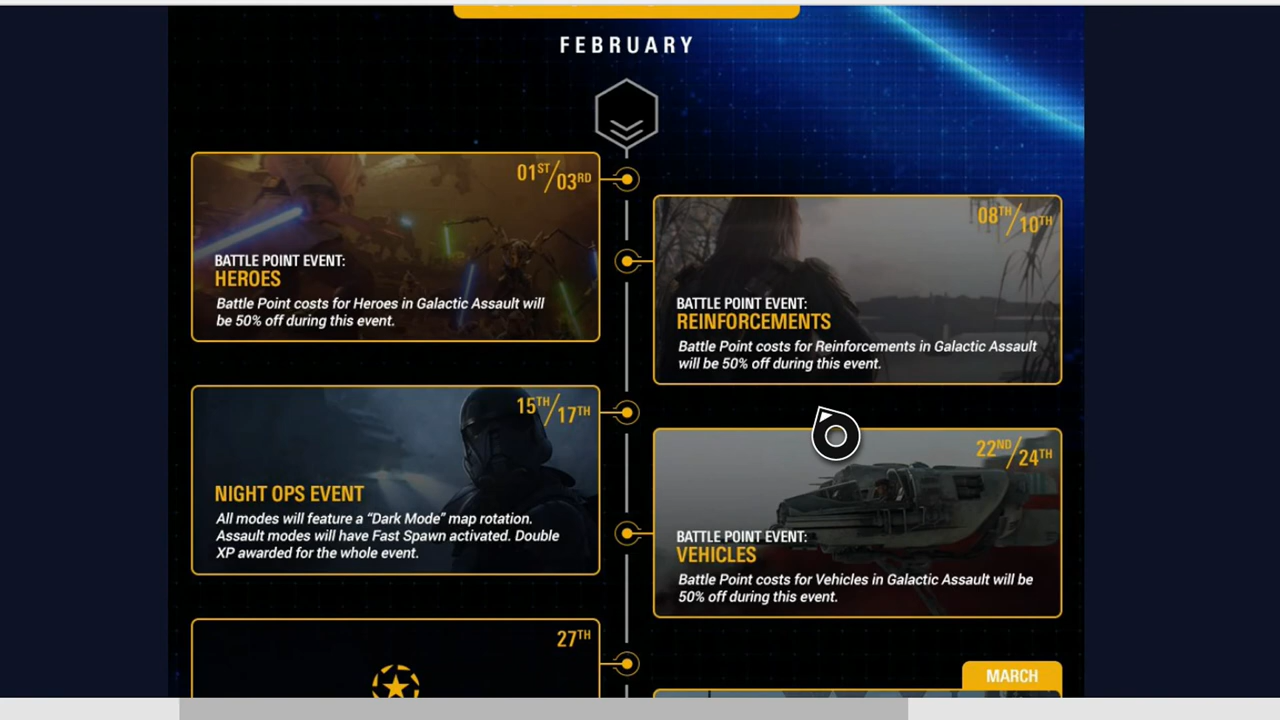 FEBRUARY
01ST/03RD
BATTLE POINT EVENT:
HEROES
Battle Point costs for Heroes in Galactic Assault will
be 50% off during this event.
08TH/10TH
BATTLE POINT EVENT:
REINFORCEMENTS
Battle Point costs for Reinforcements in Galactic Assault
will be 50% off during this event.
15TH/17TH
NIGHT OPS EVENT
All modes will feature a “Dark Mode” map rotation.
Assault modes will have Fast Spawn activated. Double
XP awarded for the whole event.
22ND/24TH
BATTLE POINT EVENT:
VEHICLES
Battle Point costs for Vehicles in Galactic Assault will be
50% off during this event.
27TH
MARCH